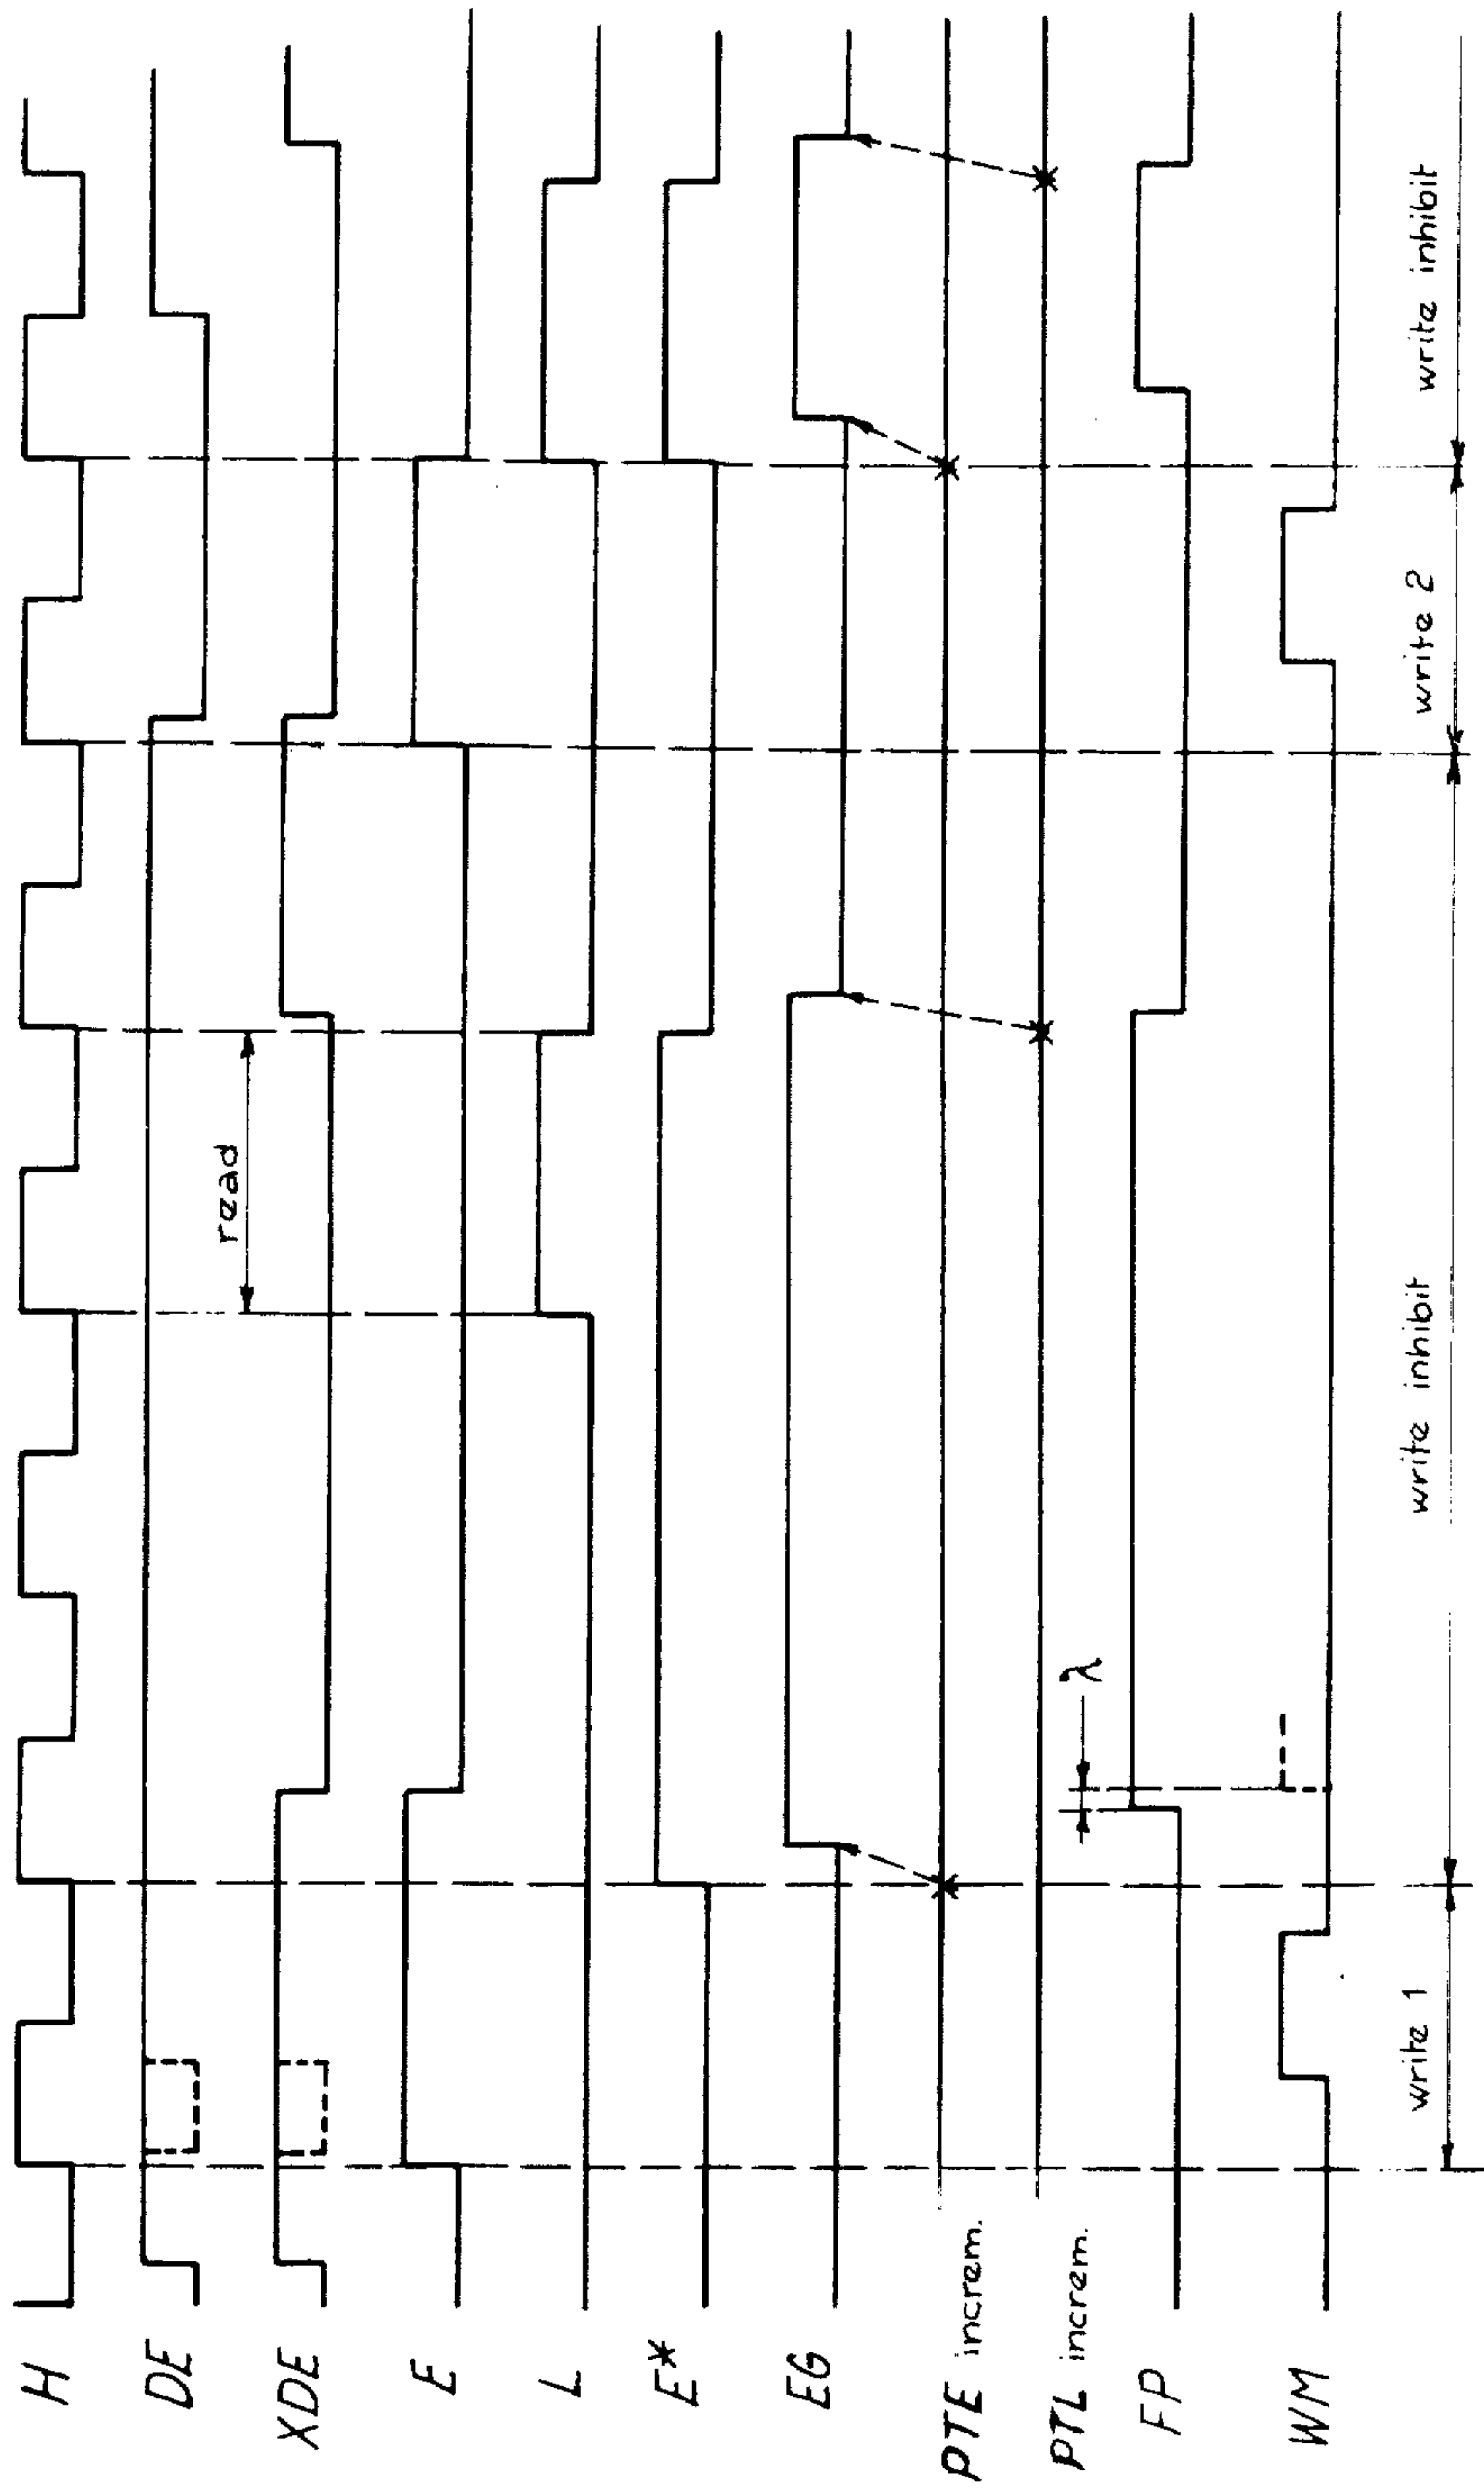 H
DE
XDE
read
E
L
E*
EG
PTE increm.
PTL increm.
λ
FP
WM
write 1
write inhibit
write 2
write inhibit